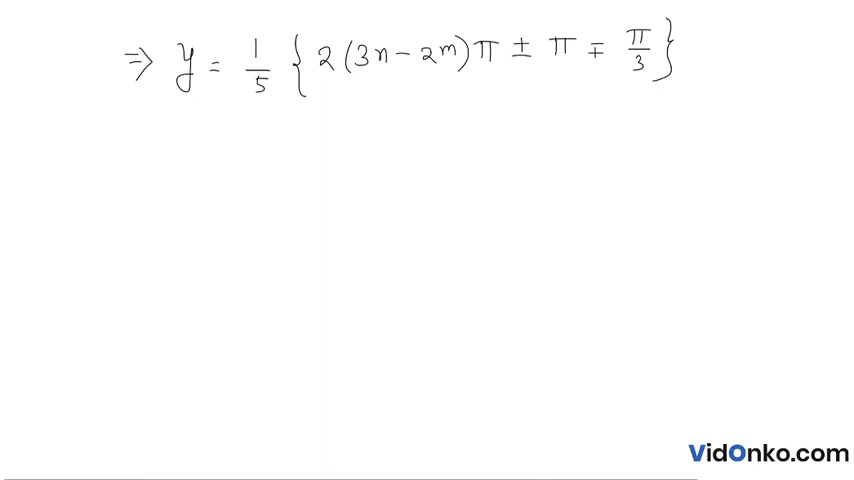 ⇒ y = 1/5 { 2(3n − 2m)π ± π ∓ π/3 }
VidOnko.com